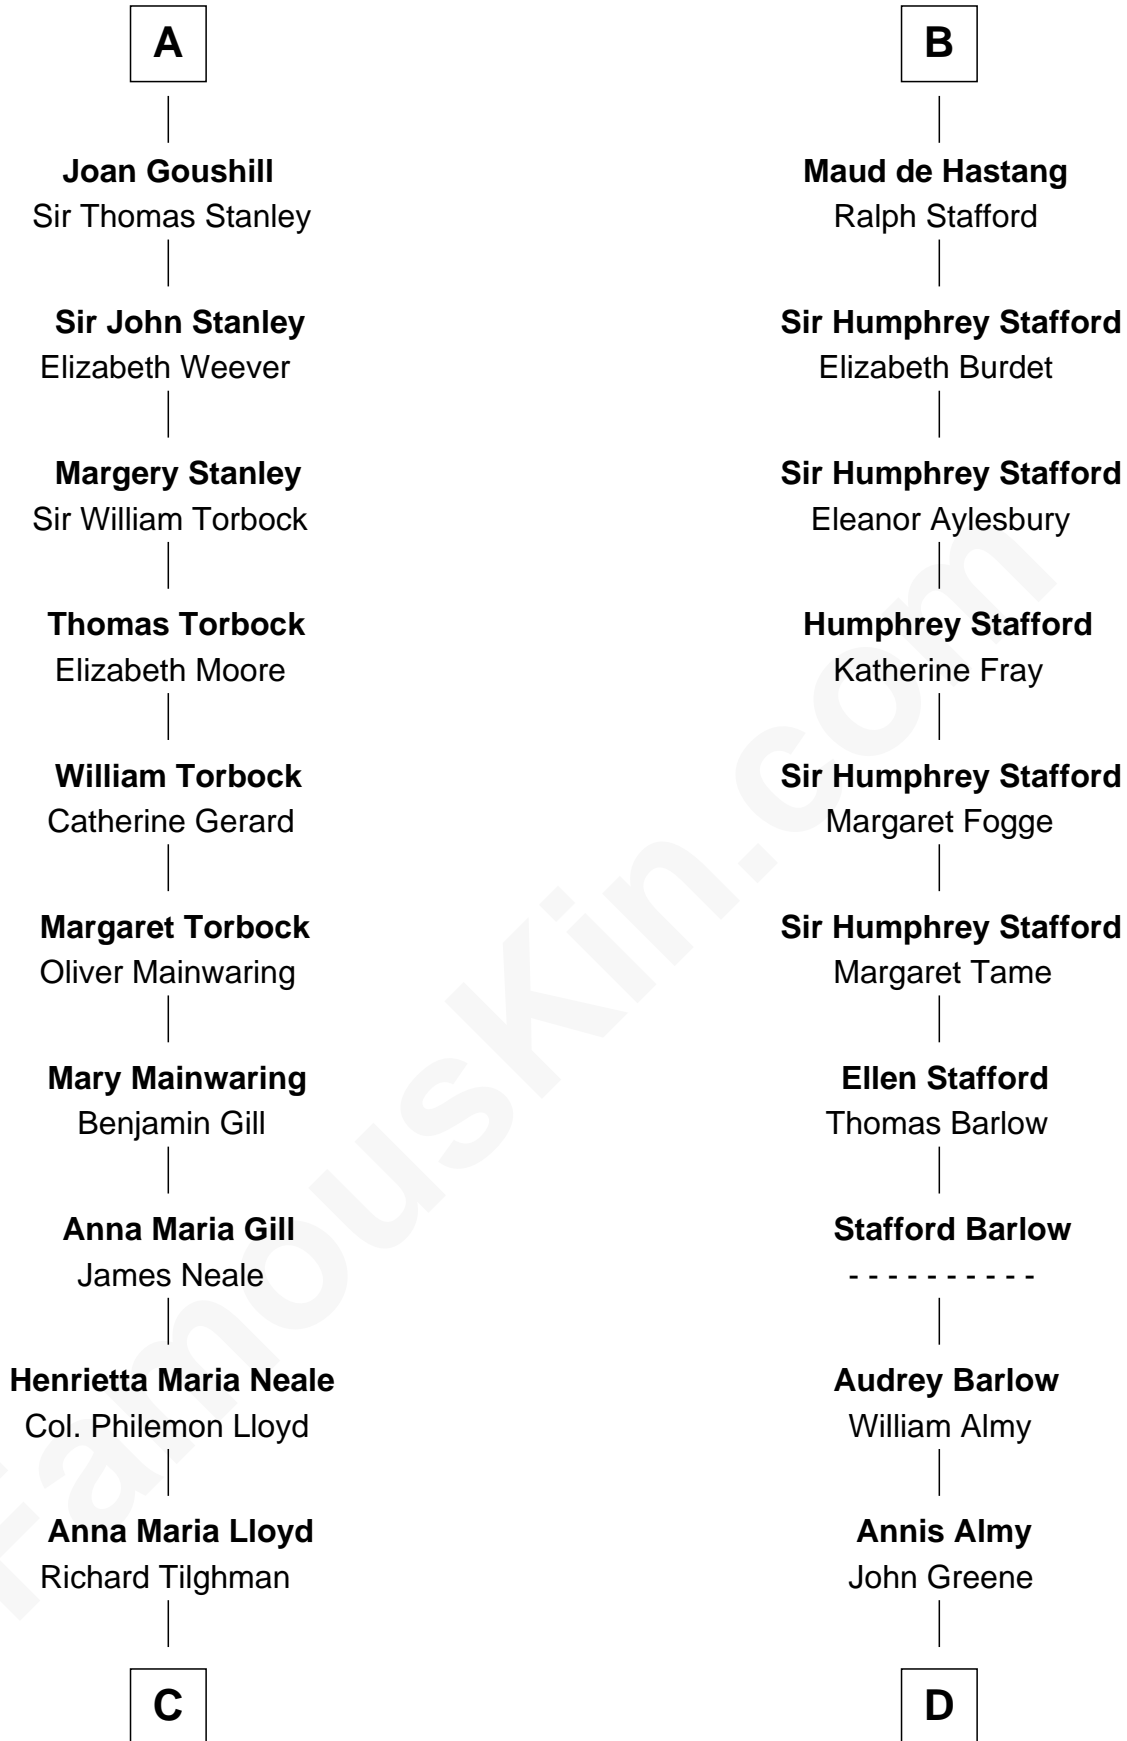 A
Joan Goushill
Sir Thomas Stanley
Sir John Stanley
Elizabeth Weever
Margery Stanley
Sir William Torbock
Thomas Torbock
Elizabeth Moore
William Torbock
Catherine Gerard
Margaret Torbock
Oliver Mainwaring
Mary Mainwaring
Benjamin Gill
Anna Maria Gill
James Neale
Henrietta Maria Neale
Col. Philemon Lloyd
Anna Maria Lloyd
Richard Tilghman
C
B
Maud de Hastang
Ralph Stafford
Sir Humphrey Stafford
Elizabeth Burdet
Sir Humphrey Stafford
Eleanor Aylesbury
Humphrey Stafford
Katherine Fray
Sir Humphrey Stafford
Margaret Fogge
Sir Humphrey Stafford
Margaret Tame
Ellen Stafford
Thomas Barlow
Stafford Barlow
- - - - - - - - - -
Audrey Barlow
William Almy
Annis Almy
John Greene
D
FamousKin.com